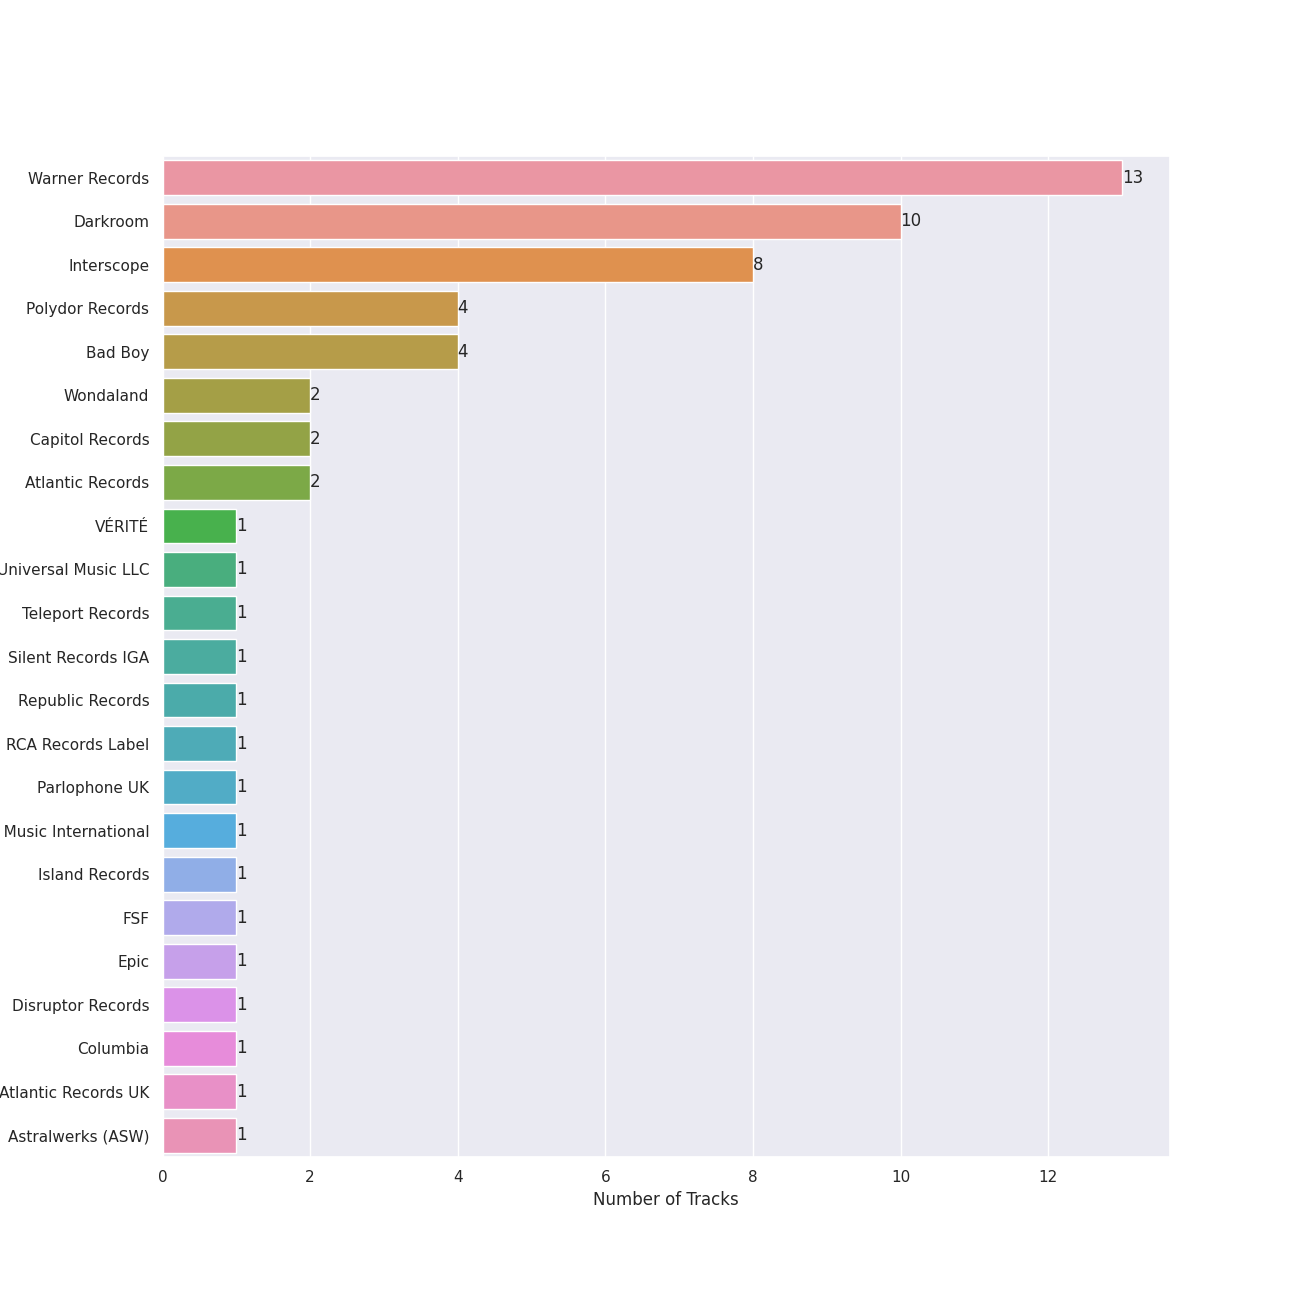 Warner Records 13
Darkroom 10
Interscope 8
Polydor Records 4
Bad Boy 4
Wondaland 2
Capitol Records 2
Atlantic Records 2
VÉRITÉ 1
Universal Music LLC 1
Teleport Records 1
Silent Records IGA 1
Republic Records 1
RCA Records Label 1
Parlophone UK 1
Music International 1
Island Records 1
FSF 1
Epic 1
Disruptor Records 1
Columbia 1
Atlantic Records UK 1
Astralwerks (ASW) 1
0 2 4 6 8 10 12
Number of Tracks